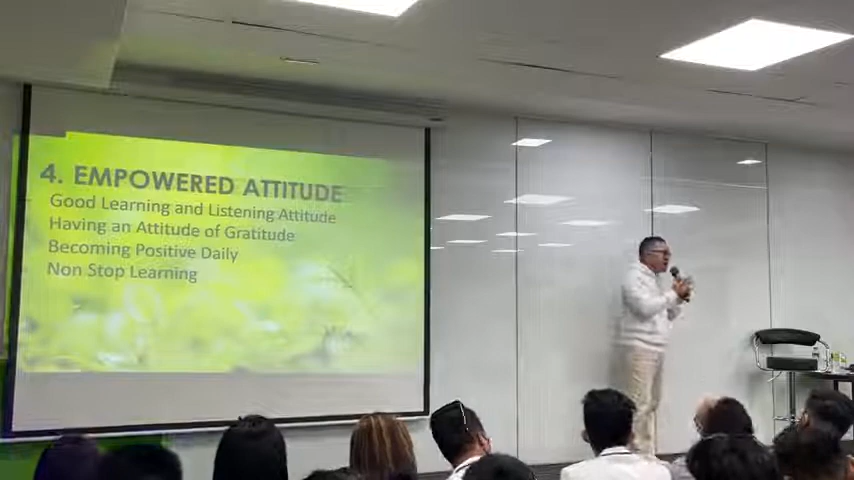 4. EMPOWERED ATTITUDE
Good Learning and Listening Attitude
Having an Attitude of Gratitude
Becoming Positive Daily
Non Stop Learning